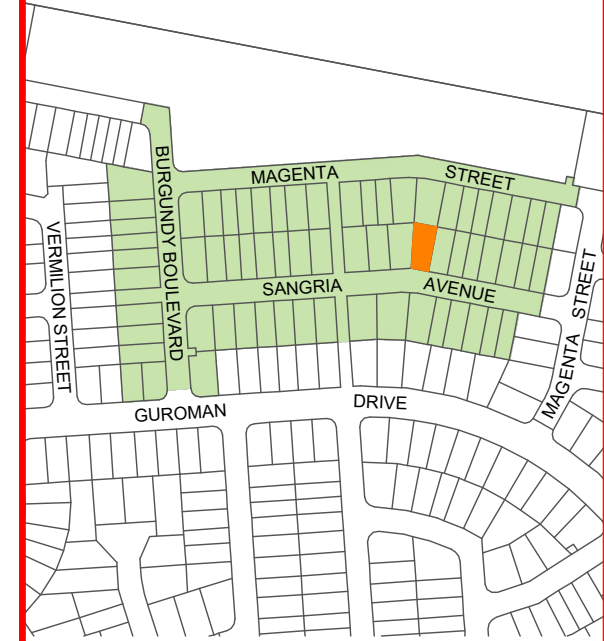 MAGENTA STREET
BURGUNDY BOULEVARD
VERMILION STREET
SANGRIA AVENUE
MAGENTA STREET
GUROMAN DRIVE